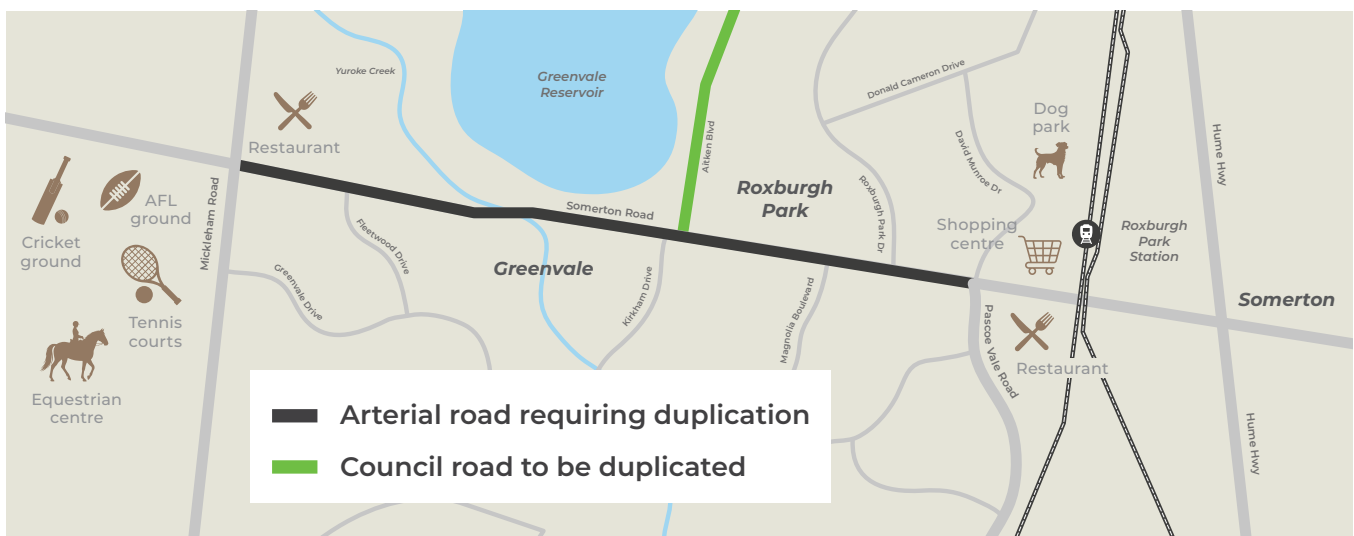 Yuroke Creek
Greenvale
Reservoir
Donald Cameron Drive
Dog
park
Hume Hwy
Restaurant
Aitken Blvd
David Munroe Dr
Roxburgh
Park
Roxburgh Park Dr
Mickleham Road
AFL
ground
Somerton Road
Shopping
centre
Roxburgh
Park
Station
Cricket
ground
Fleetwood Drive
Greenvale
Greenvale Drive
Kirkham Drive
Magnolia Boulevard
Somerton
Tennis
courts
Pascoe Vale Road
Restaurant
Equestrian
centre
Arterial road requiring duplication
Council road to be duplicated
Hume Hwy